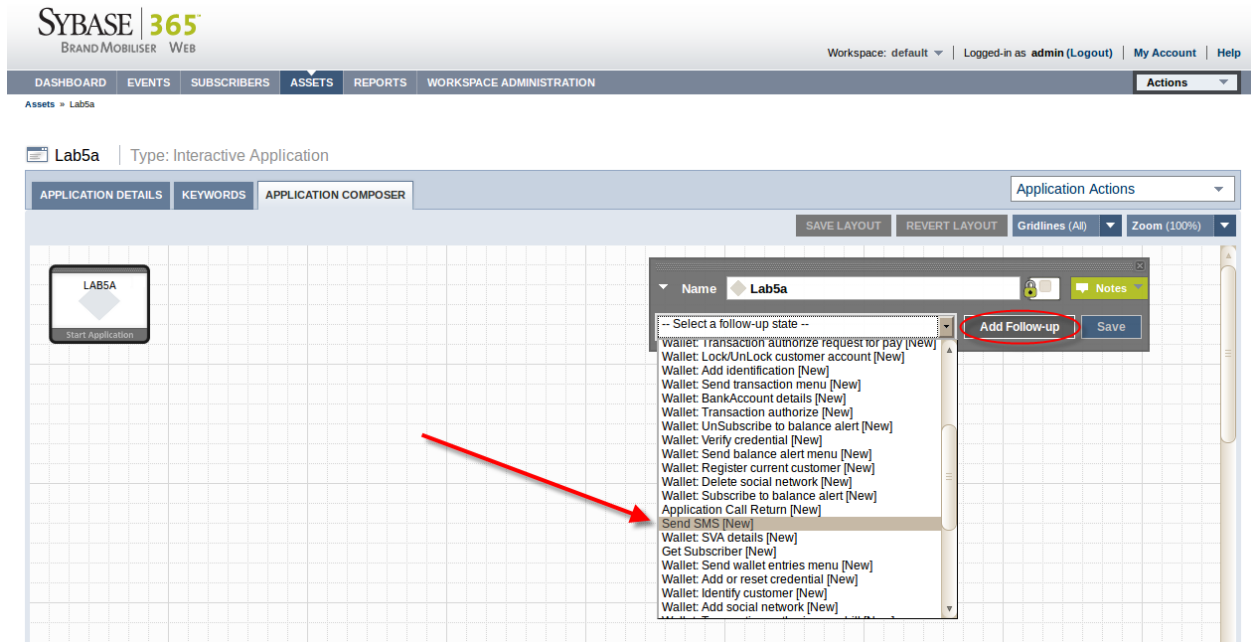 SYBASE 365
BRAND MOBILISER WEB
Workspace: default Logged-in as admin (Logout) My Account Help
DASHBOARD EVENTS SUBSCRIBERS ASSETS REPORTS WORKSPACE ADMINISTRATION Actions
Assets » Lab5a
Lab5a Type: Interactive Application
APPLICATION DETAILS KEYWORDS APPLICATION COMPOSER Application Actions
SAVE LAYOUT REVERT LAYOUT Gridlines (All) Zoom (100%)
LAB5A
Start Application
Name Lab5a Notes
-- Select a follow-up state -- Add Follow-up Save
Wallet: Transaction authorize request for pay [New]
Wallet: Lock/UnLock customer account [New]
Wallet: Add identification [New]
Wallet: Send transaction menu [New]
Wallet: BankAccount details [New]
Wallet: Transaction authorize [New]
Wallet: UnSubscribe to balance alert [New]
Wallet: Verify credential [New]
Wallet: Send balance alert menu [New]
Wallet: Register current customer [New]
Wallet: Delete social network [New]
Wallet: Subscribe to balance alert [New]
Application Call Return [New]
Send SMS [New]
Wallet: SVA details [New]
Get Subscriber [New]
Wallet: Send wallet entries menu [New]
Wallet: Add or reset credential [New]
Wallet: Identify customer [New]
Wallet: Add social network [New]